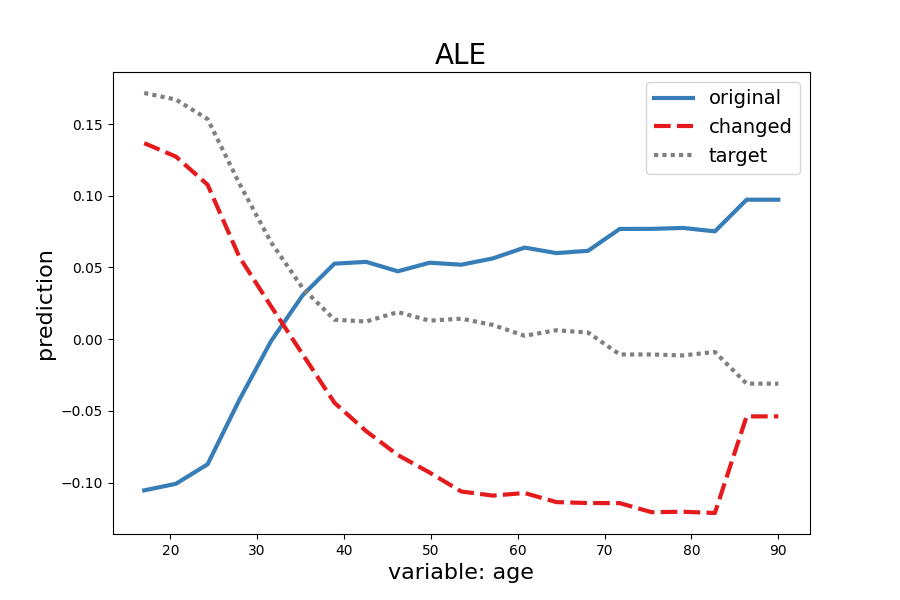 ALE
original
changed
target
0.15
0.10
0.05
0.00
−0.05
−0.10
prediction
20 30 40 50 60 70 80 90
variable: age